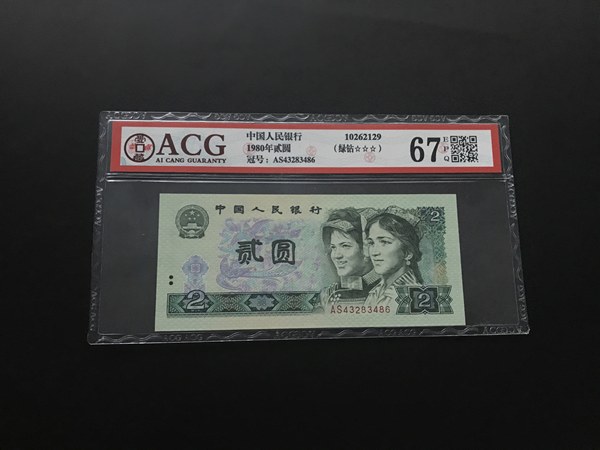 ACG
AI CANG GUARANTY
中国人民银行
1980年贰圆
冠号：AS43283486
10262129
（绿钻☆☆☆）
67
E
P
Q
中国人民银行
贰圆
2
2
2
AS43283486